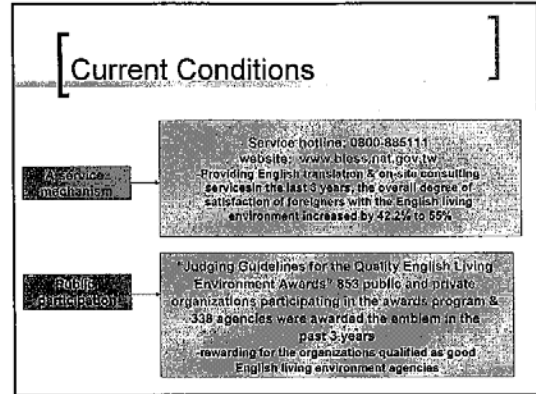 Current Conditions
A service
mechanism
Service hotline: 0800-885111
website: www.bless.nat.gov.tw
Providing English translation & on-site consulting
servicesin the last 3 years, the overall degree of
satisfaction of foreigners with the English living
environment increased by 42.2% to 55%
Public
participation
"Judging Guidelines for the Quality English Living
Environment Awards" 853 public and private
organizations participating in the awards program &
338 agencies were awarded the emblem in the
past 3 years
-rewarding for the organizations qualified as good
English living environment agencies